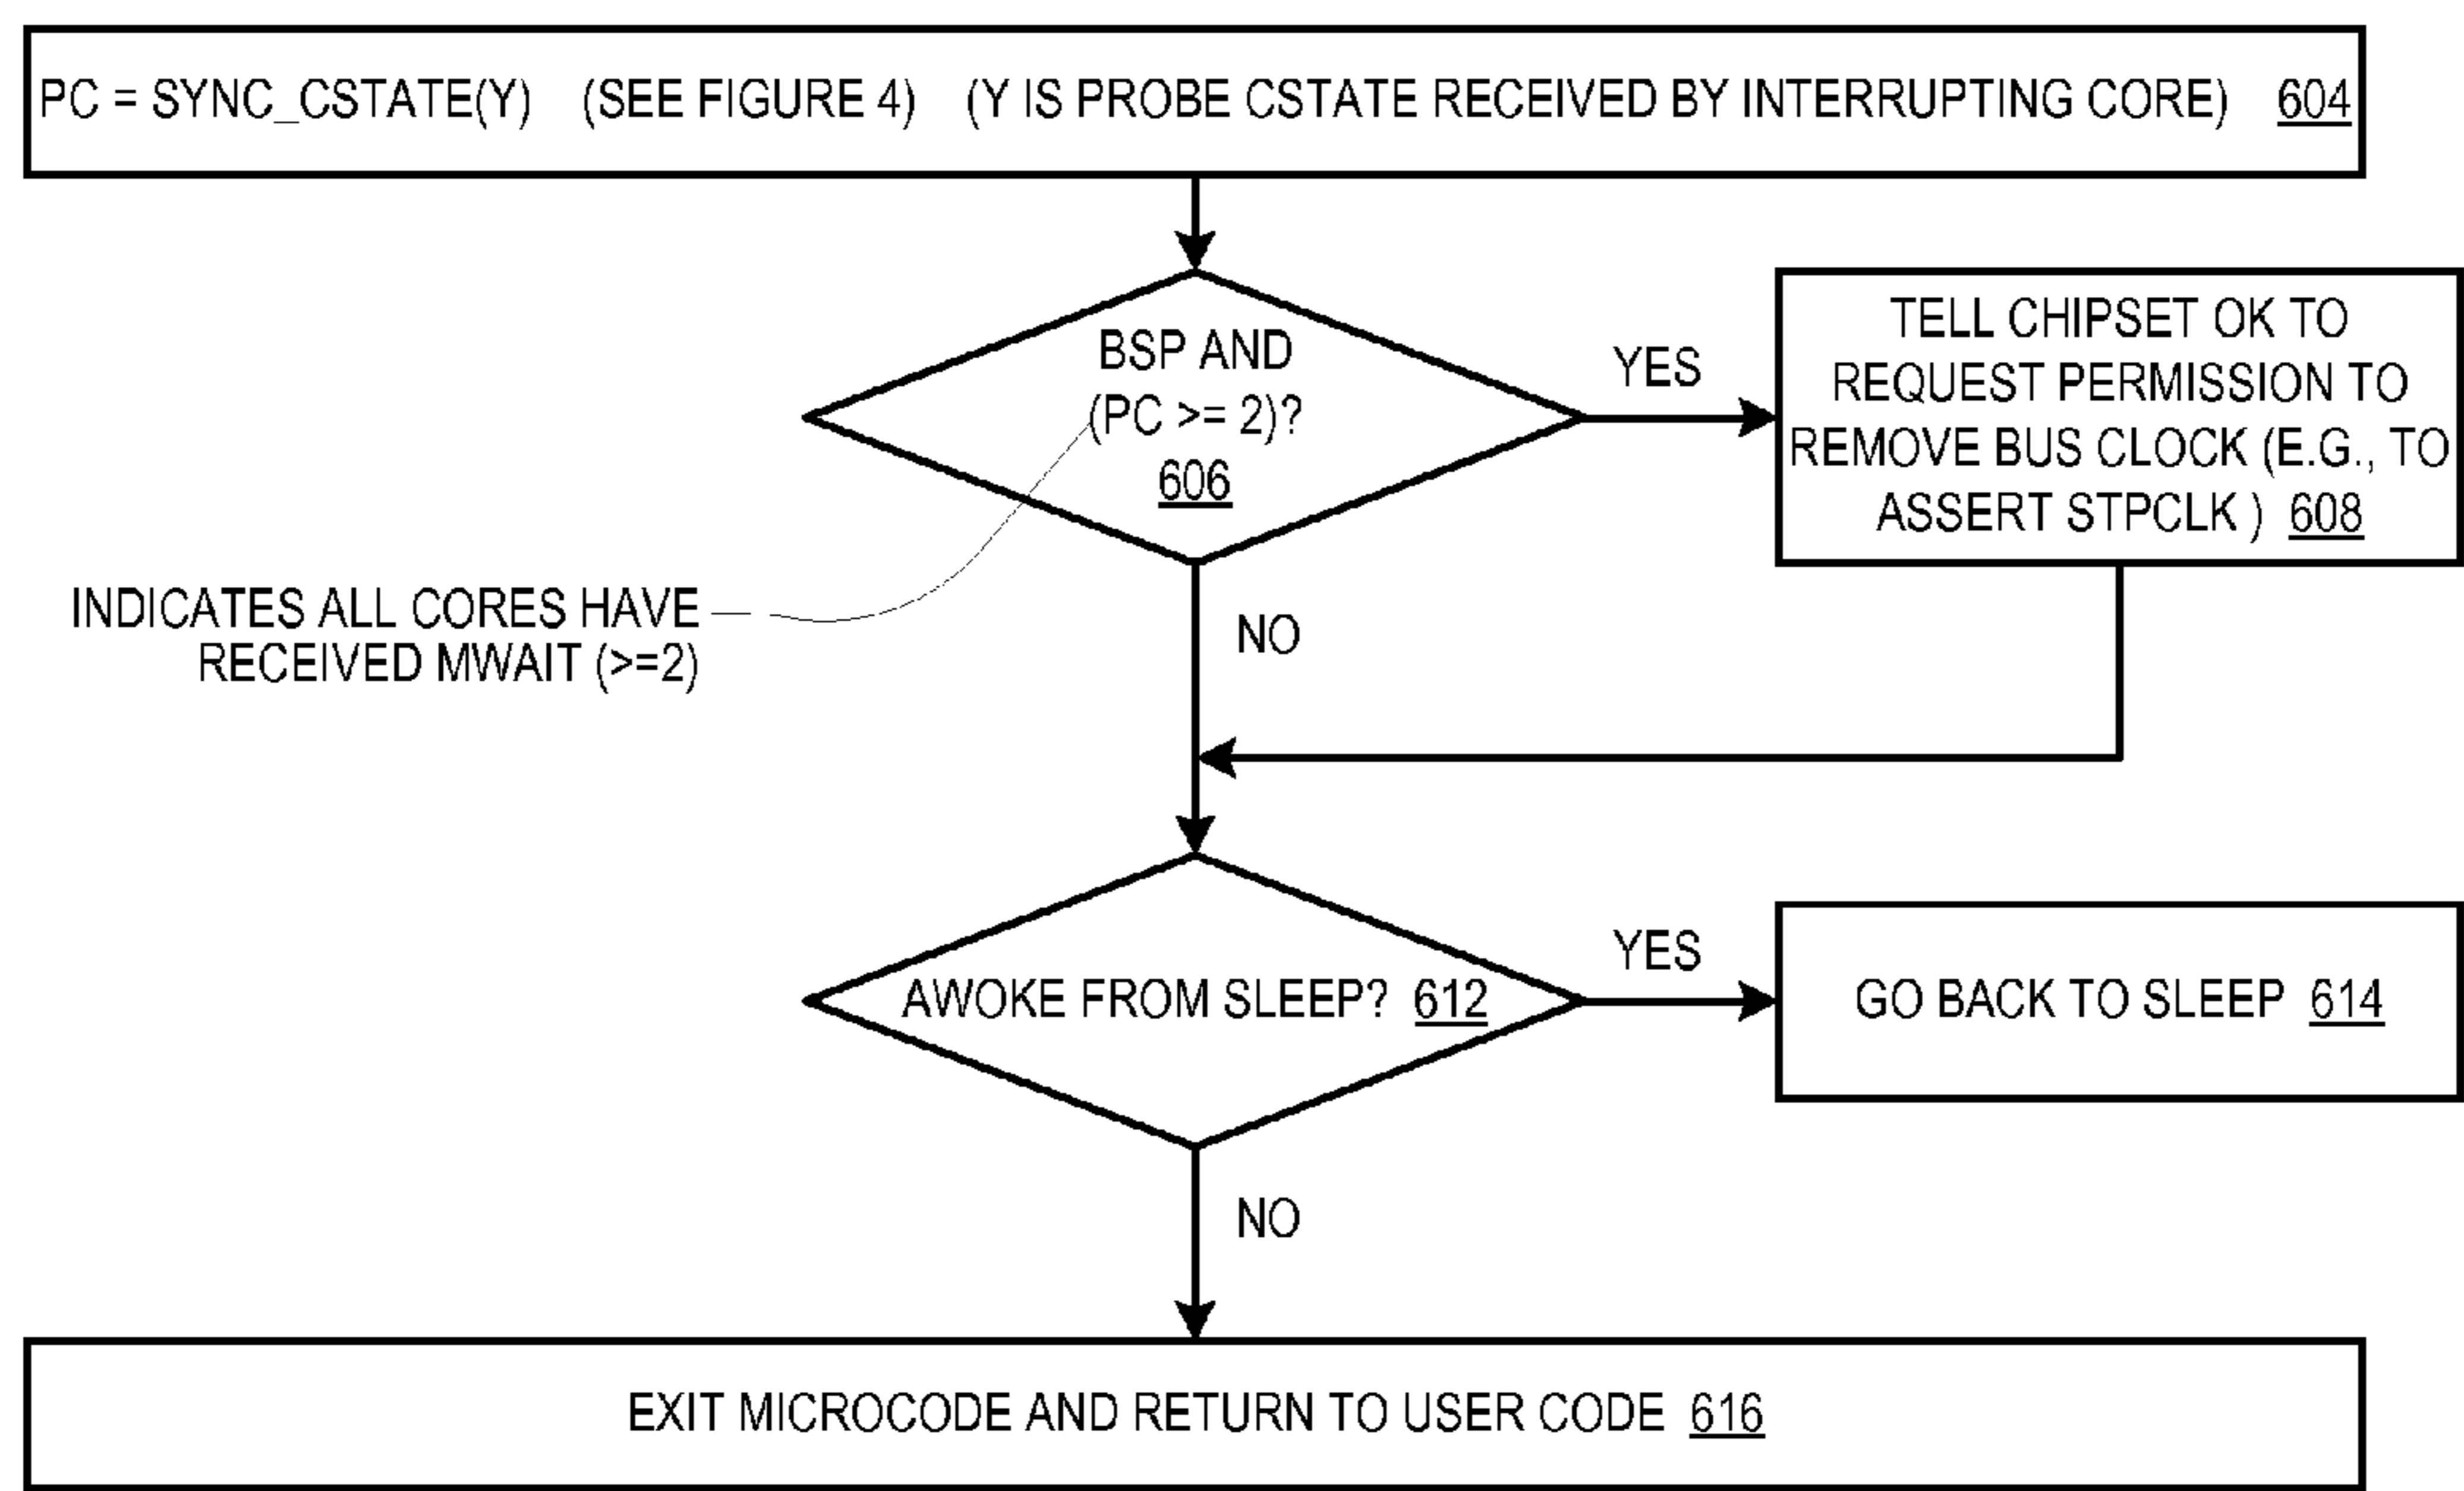 PC = SYNC_CSTATE(Y) (SEE FIGURE 4) (Y IS PROBE CSTATE RECEIVED BY INTERRUPTING CORE) 604
BSP AND
(PC >= 2)?
606
YES
TELL CHIPSET OK TO
REQUEST PERMISSION TO
REMOVE BUS CLOCK (E.G., TO
ASSERT STPCLK ) 608
INDICATES ALL CORES HAVE
RECEIVED MWAIT (>=2)
NO
AWOKE FROM SLEEP? 612
YES
GO BACK TO SLEEP 614
NO
EXIT MICROCODE AND RETURN TO USER CODE 616